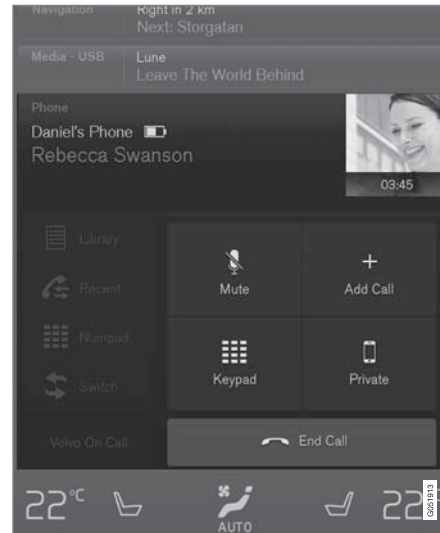 Navigation
Right in 2 km
Next: Storgatan
Media - USB
Lune
Leave The World Behind
Phone
Daniel's Phone
Rebecca Swanson
03:45
Library
Recent
Numpad
Switch
Volvo On Call
Mute
+
Add Call
Keypad
Private
End Call
22°C
AUTO
22
G051913